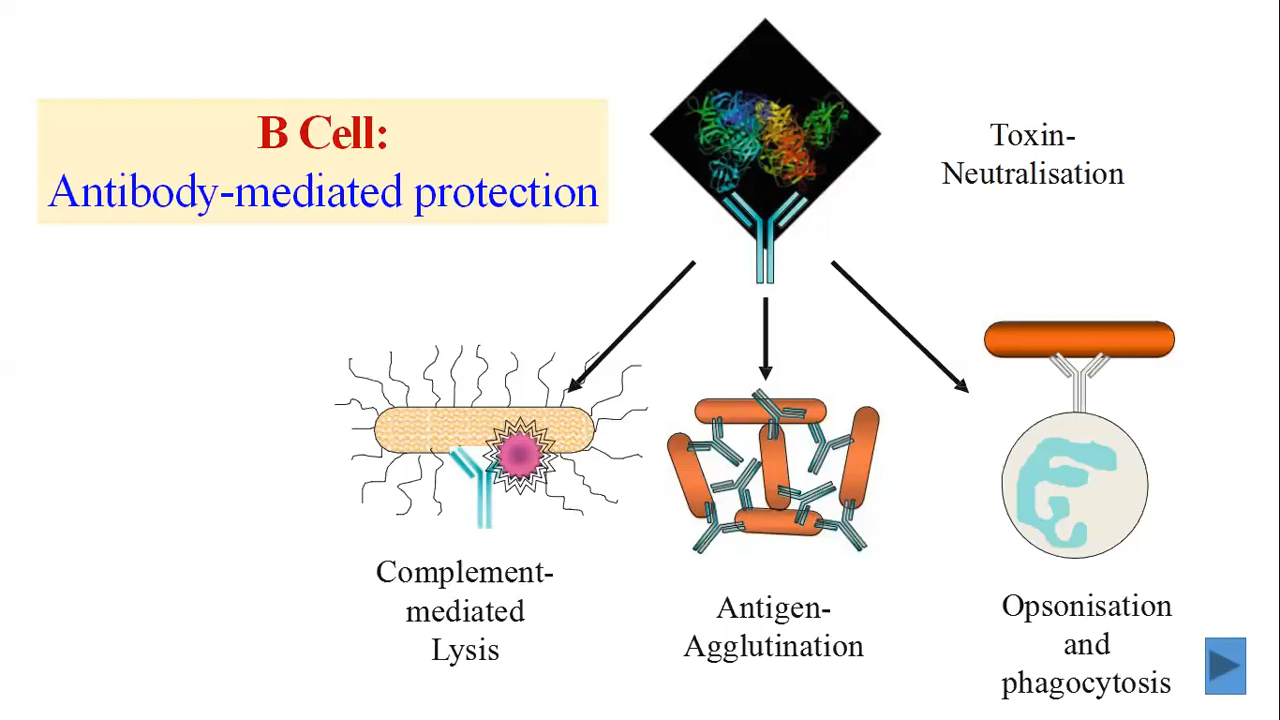 B Cell:
Antibody-mediated protection
Toxin-
Neutralisation
Complement-
mediated
Lysis
Antigen-
Agglutination
Opsonisation
and
phagocytosis